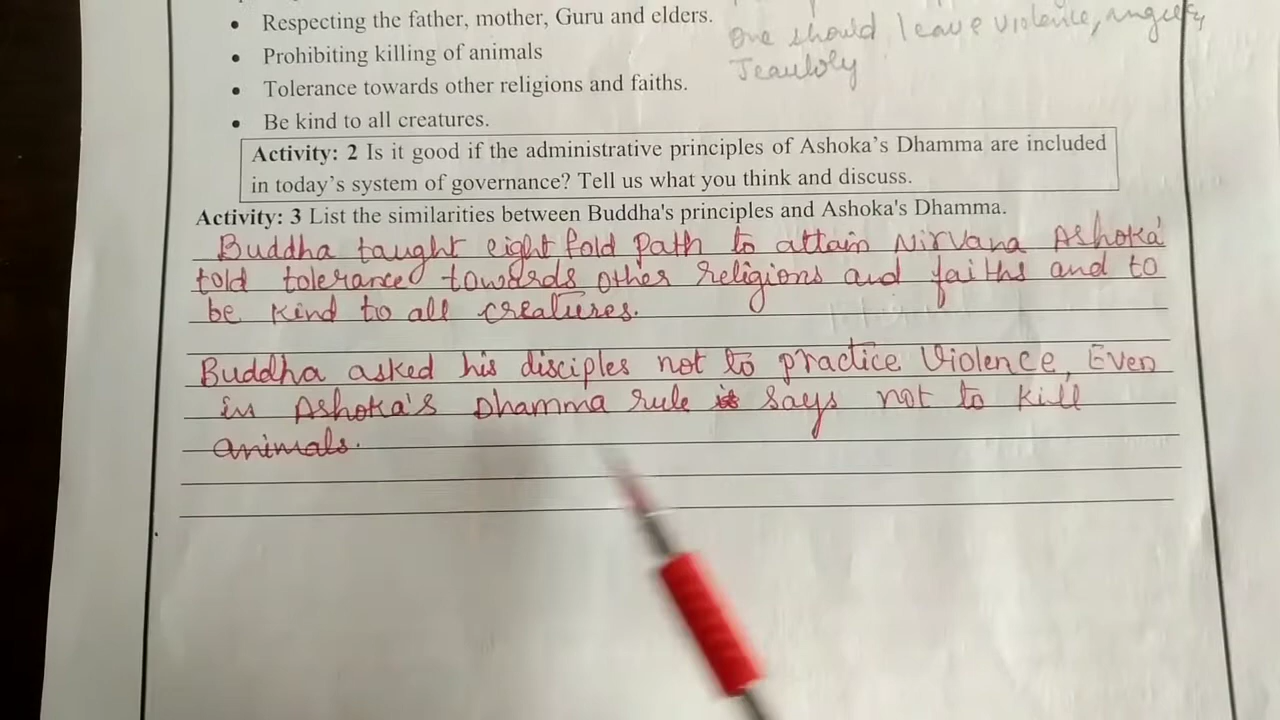 • Respecting the father, mother, Guru and elders.
One should leave violence,
• Prohibiting killing of animals
• Tolerance towards other religions and faiths.
• Be kind to all creatures.
Activity: 2 Is it good if the administrative principles of Ashoka's Dhamma are included
in today's system of governance? Tell us what you think and discuss.
Activity: 3 List the similarities between Buddha's principles and Ashoka's Dhamma.
Buddha taught eight fold path to attain Nirvana Ashoka
told tolerance towards other religions and faiths and to
be kind to all creatures.
Buddha asked his disciples not to practice Violence, Even
in Ashoka's Dhamma rule says not to kill
animals.